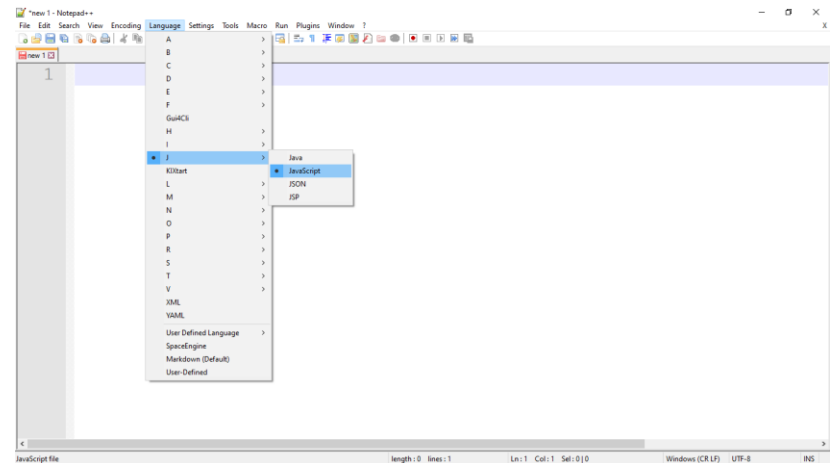 *new 1 - Notepad++
File Edit Search View Encoding Language Settings Tools Macro Run Plugins Window ? X
new 1
1
A
B
C
D
E
F
Gui4Cli
H
I
J
Java
KIXtart
JavaScript
L
JSON
M
JSP
N
O
P
R
S
T
V
XML
YAML
User Defined Language
SpaceEngine
Markdown (Default)
User-Defined
JavaScript file length : 0 lines : 1 Ln : 1 Col : 1 Sel : 0 | 0 Windows (CR LF) UTF-8 INS